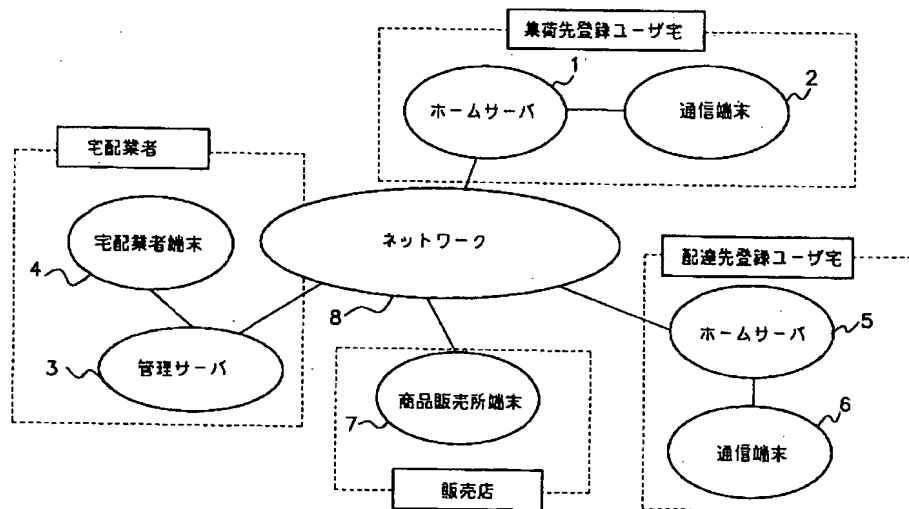 集荷先登録ユーザ宅
1
ホームサーバ
2
通信端末
宅配業者
宅配業者端末
4
ネットワーク
8
管理サーバ
3
配達先登録ユーザ宅
ホームサーバ
5
通信端末
6
商品販売所端末
7
販売店